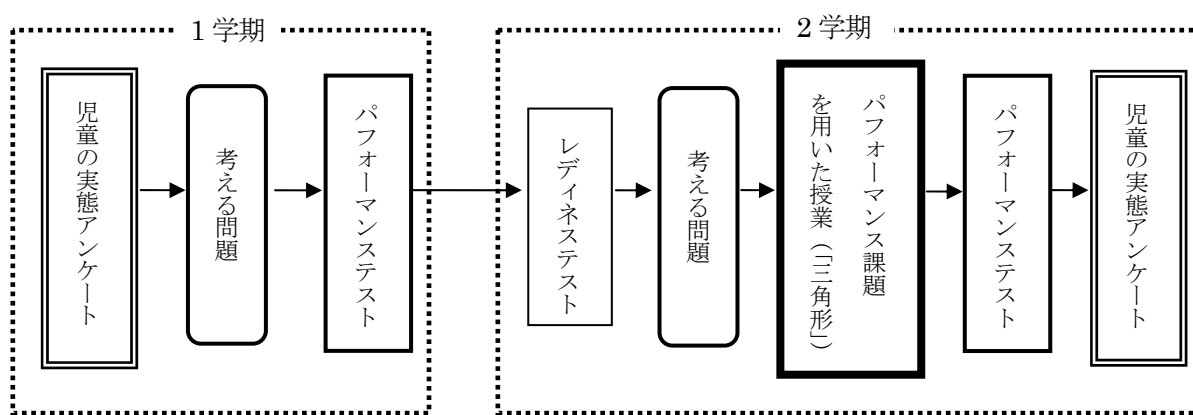 1 学期
児童の実態アンケート
考える問題
パフォーマンステスト
2 学期
レディネステスト
考える問題
パフォーマンス課題
を用いた授業（「三角形」）
パフォーマンステスト
児童の実態アンケート